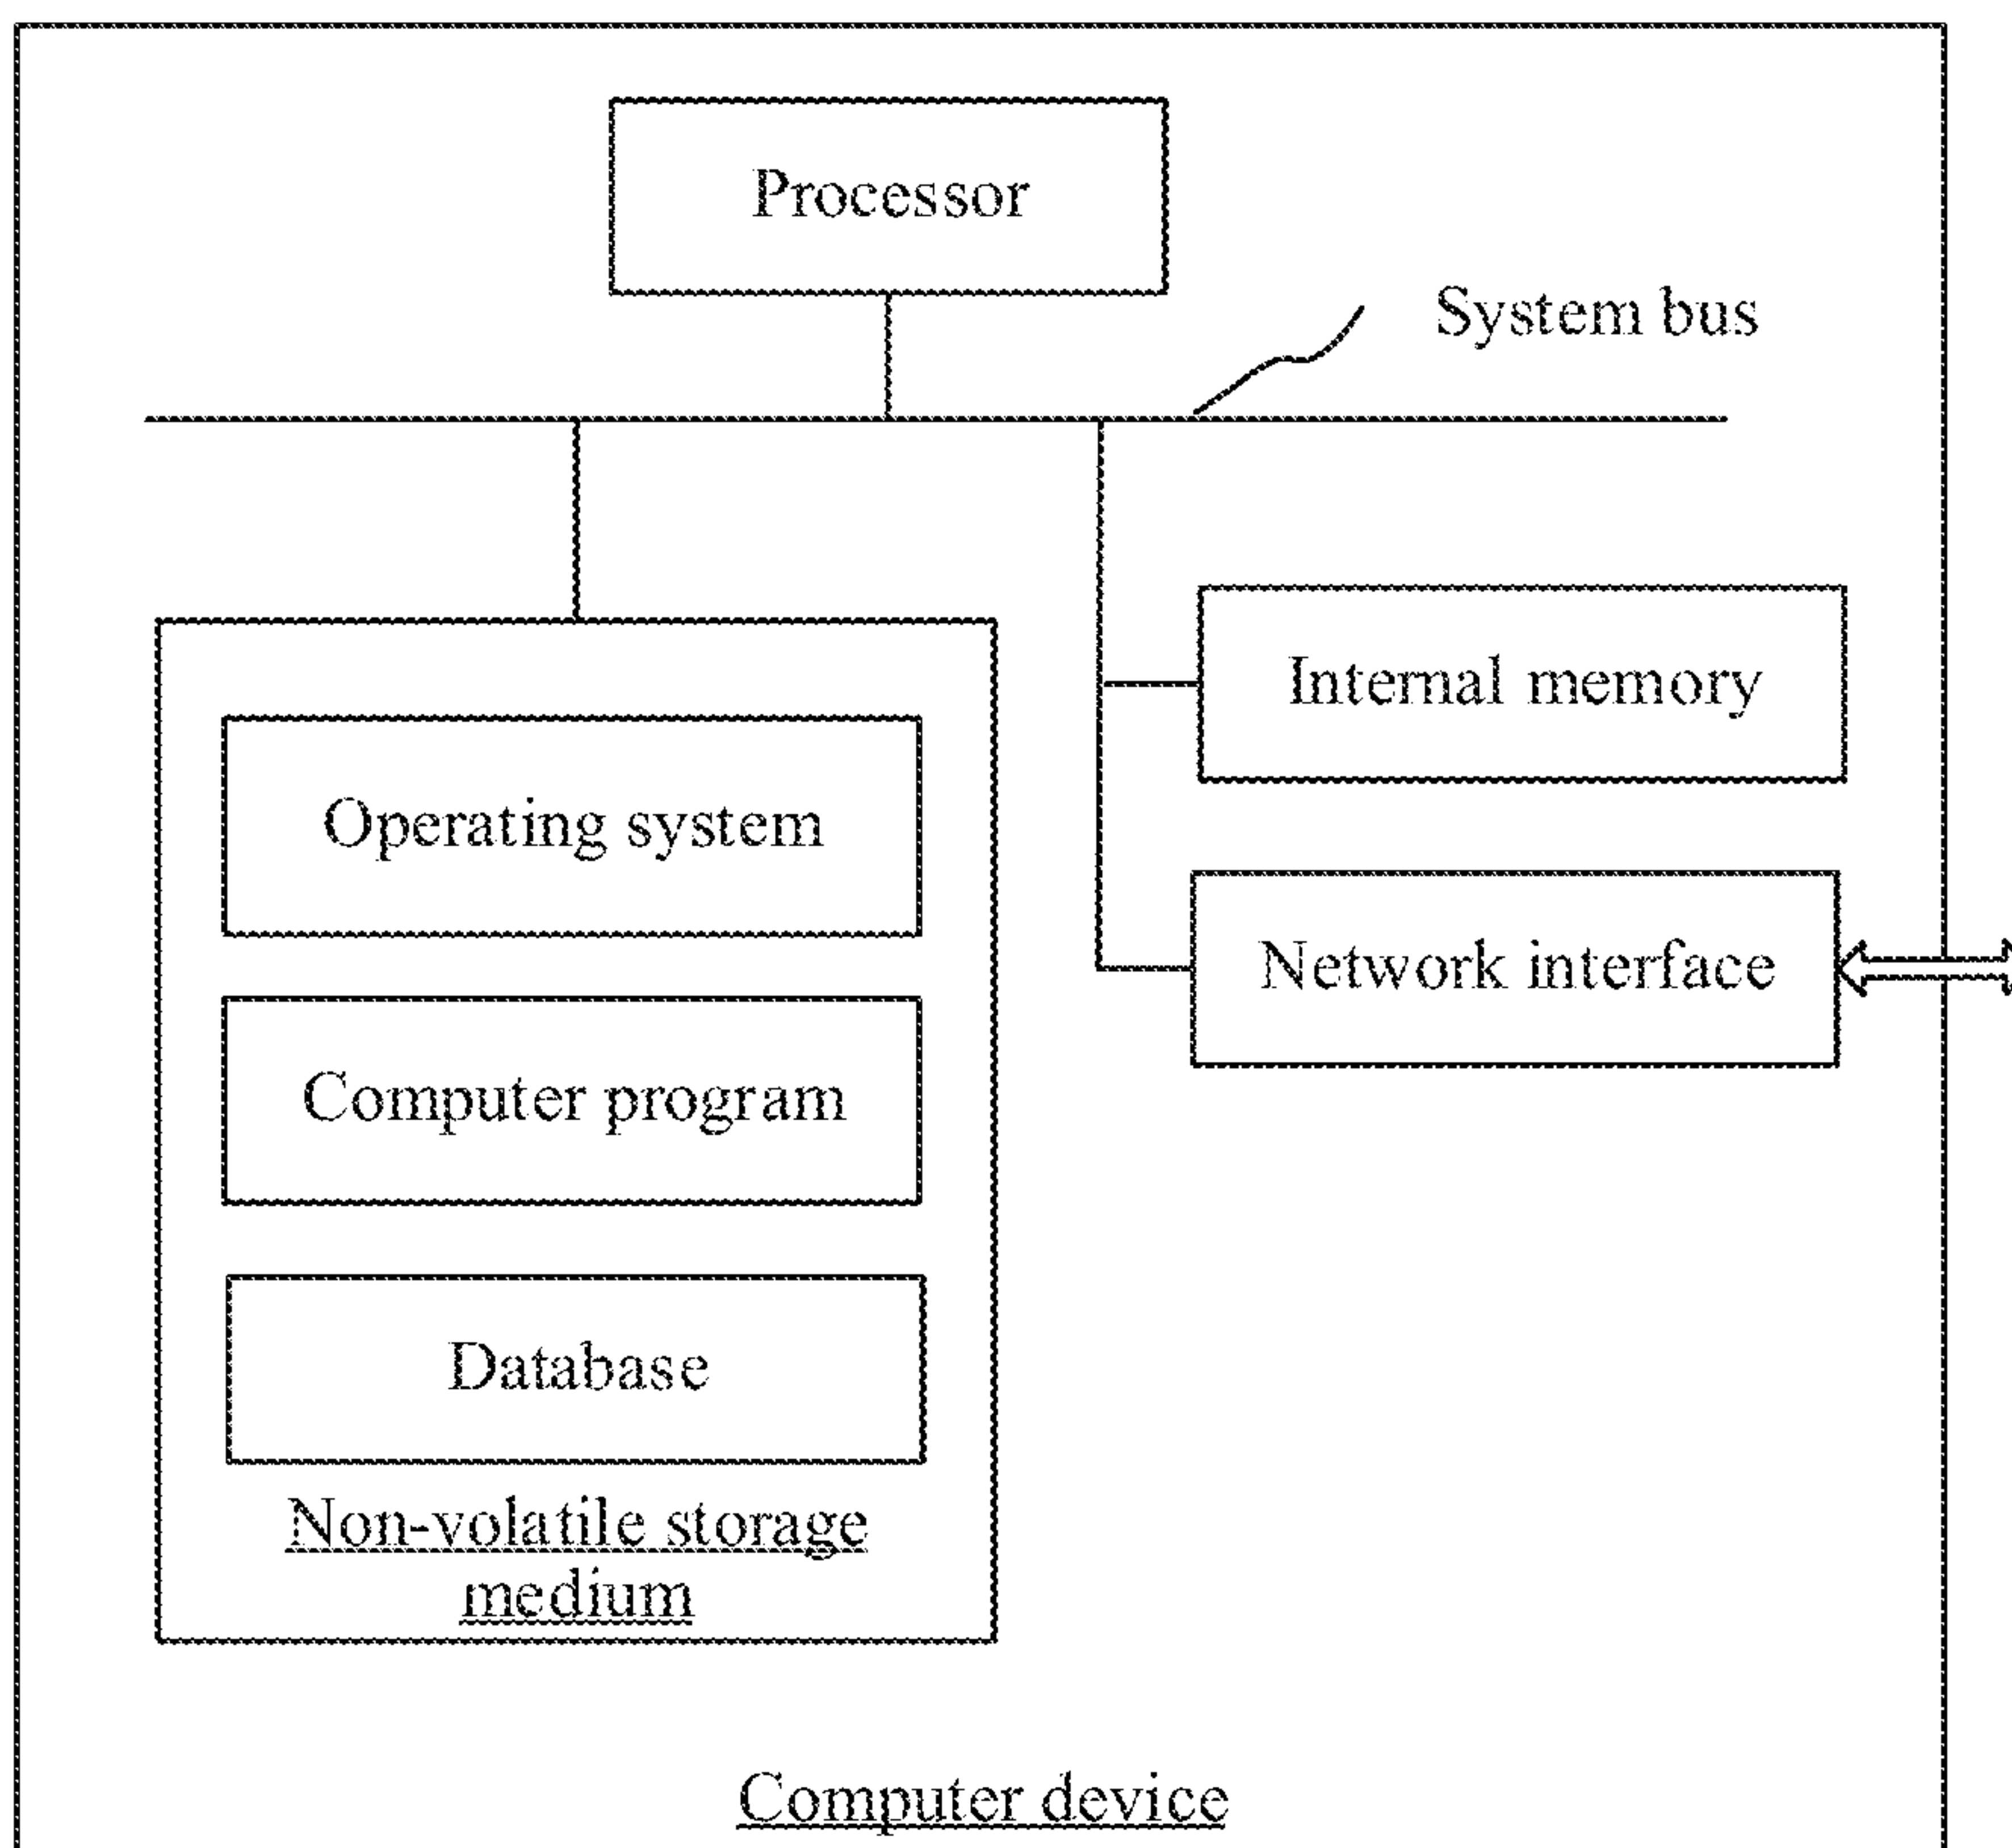 Processor
System bus
Internal memory
Operating system
Network interface
Computer program
Database
Non-volatile storage
medium
Computer device